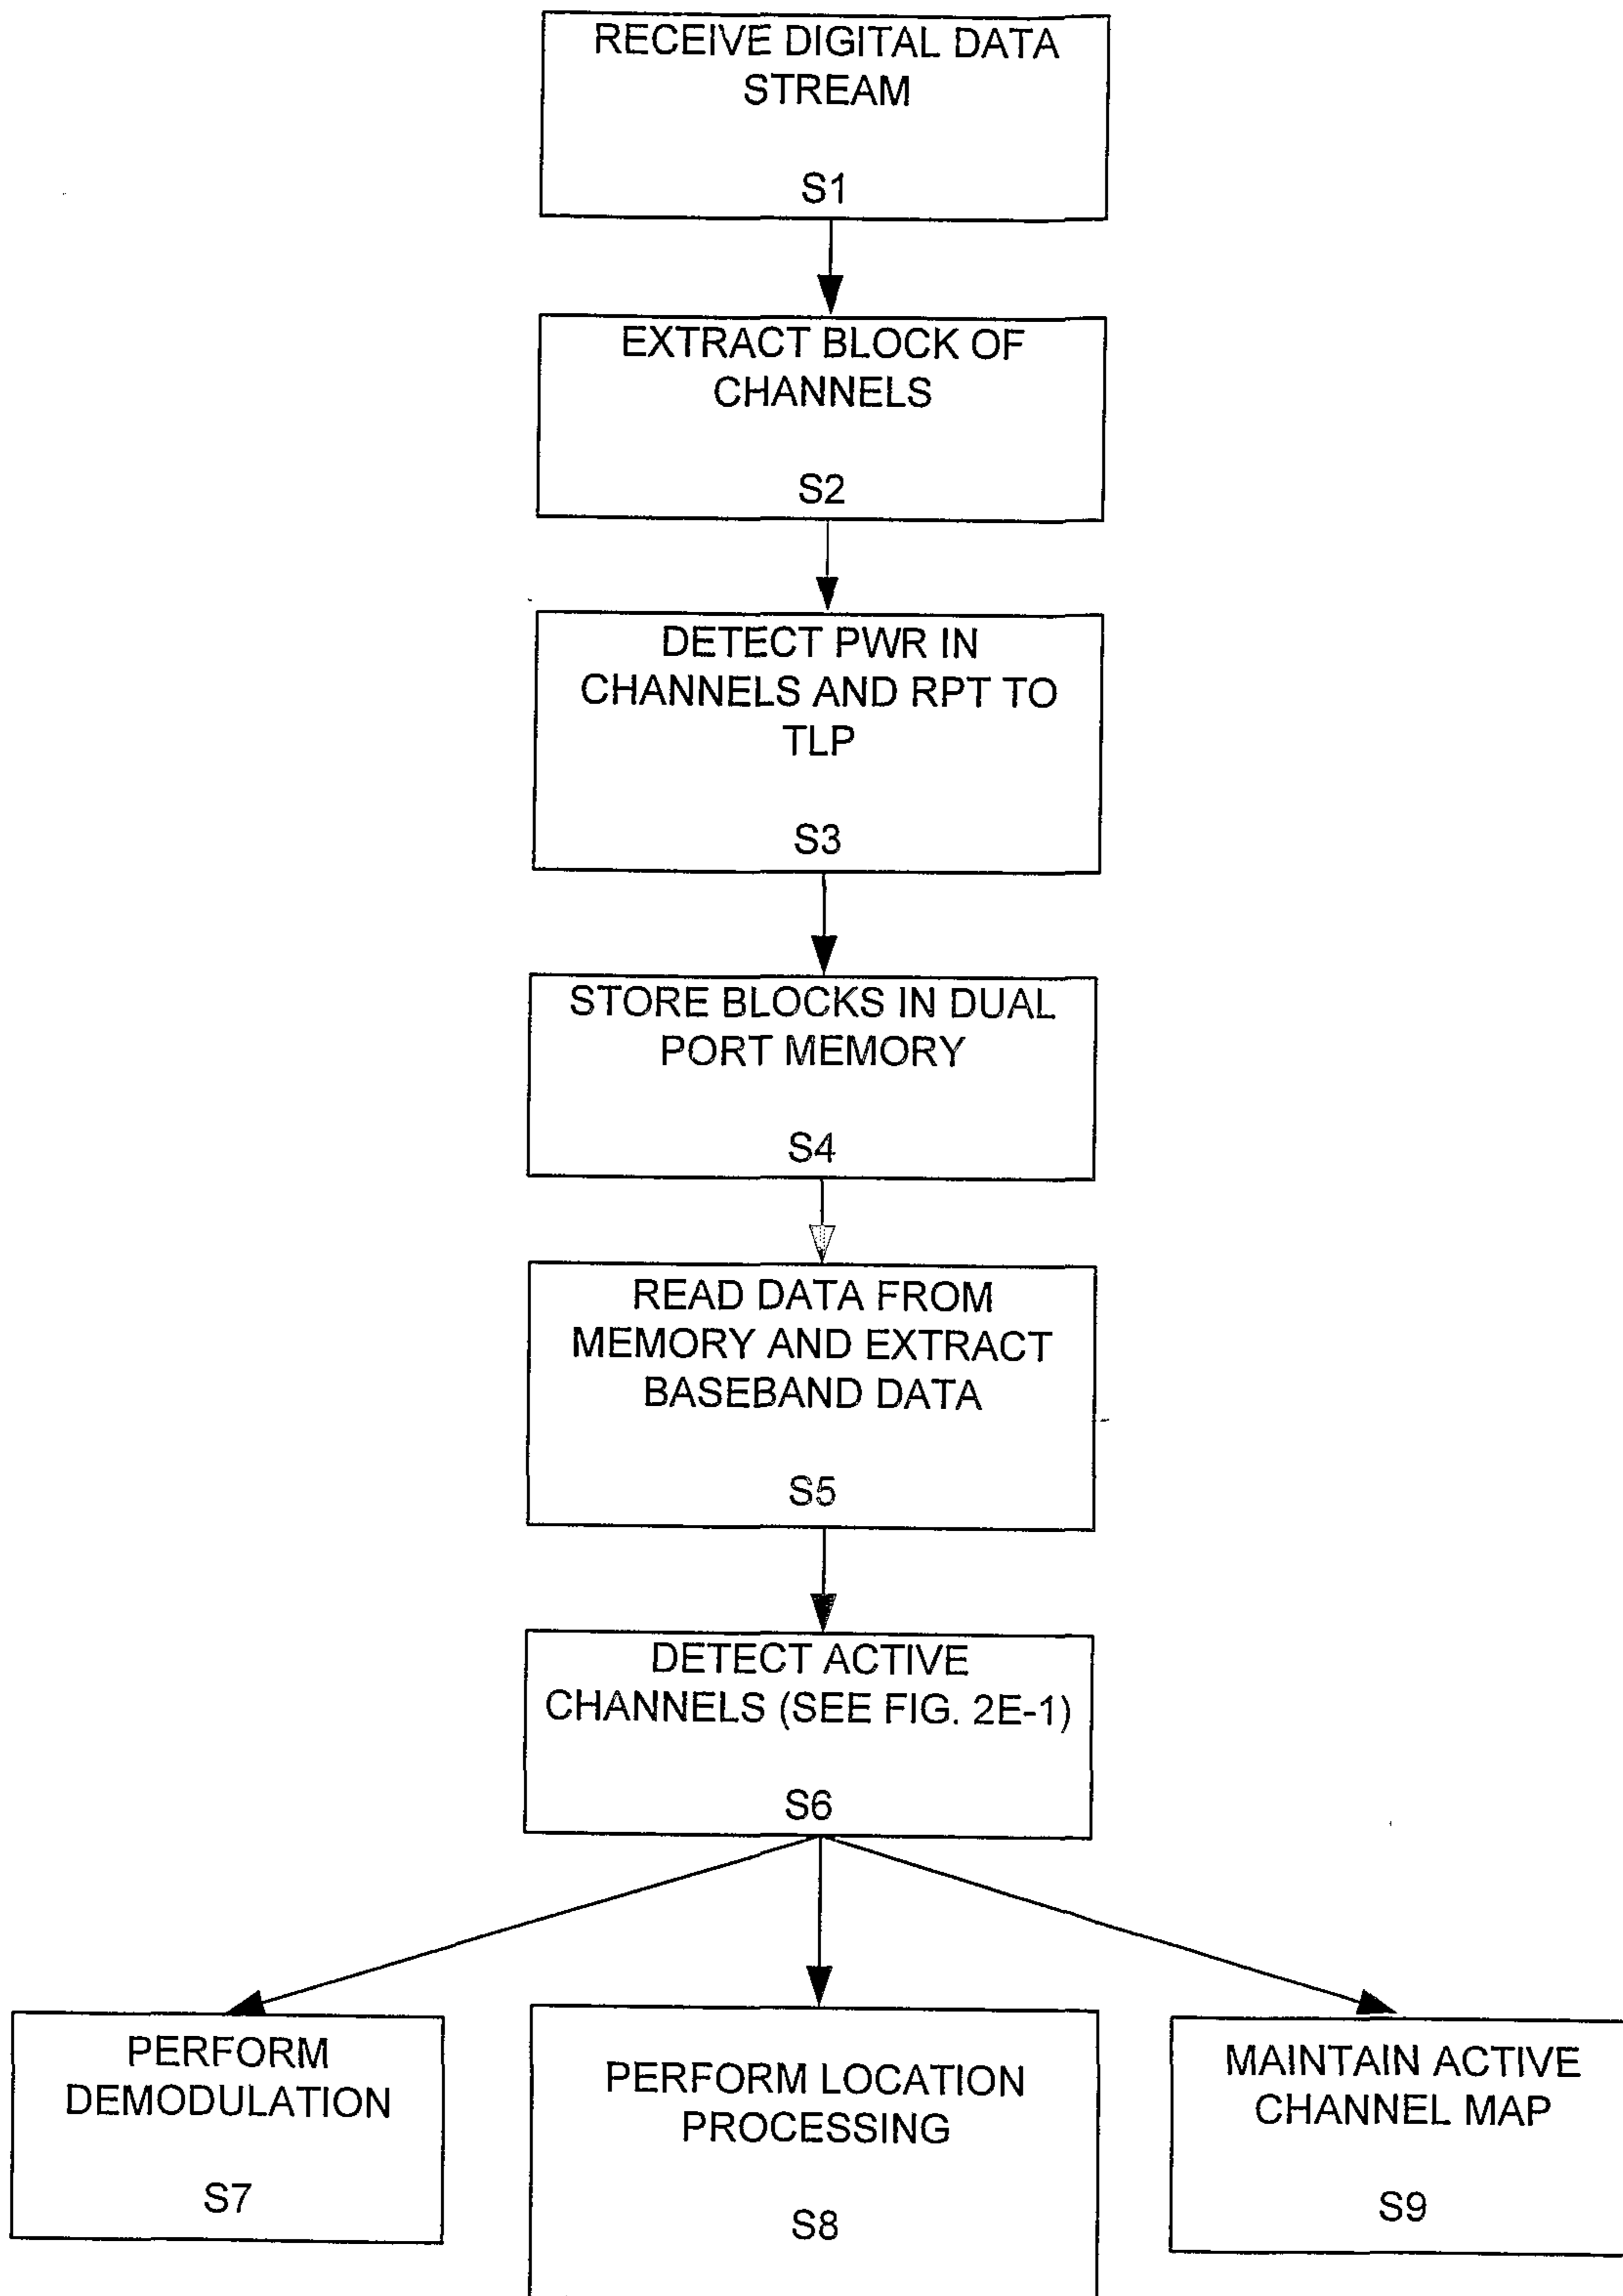 RECEIVE DIGITAL DATA
STREAM
S1
EXTRACT BLOCK OF
CHANNELS
S2
DETECT PWR IN
CHANNELS AND RPT TO
TLP
S3
STORE BLOCKS IN DUAL
PORT MEMORY
S4
READ DATA FROM
MEMORY AND EXTRACT
BASEBAND DATA
S5
DETECT ACTIVE
CHANNELS (SEE FIG. 2E-1)
S6
PERFORM
DEMODULATION
S7
PERFORM LOCATION
PROCESSING
S8
MAINTAIN ACTIVE
CHANNEL MAP
S9